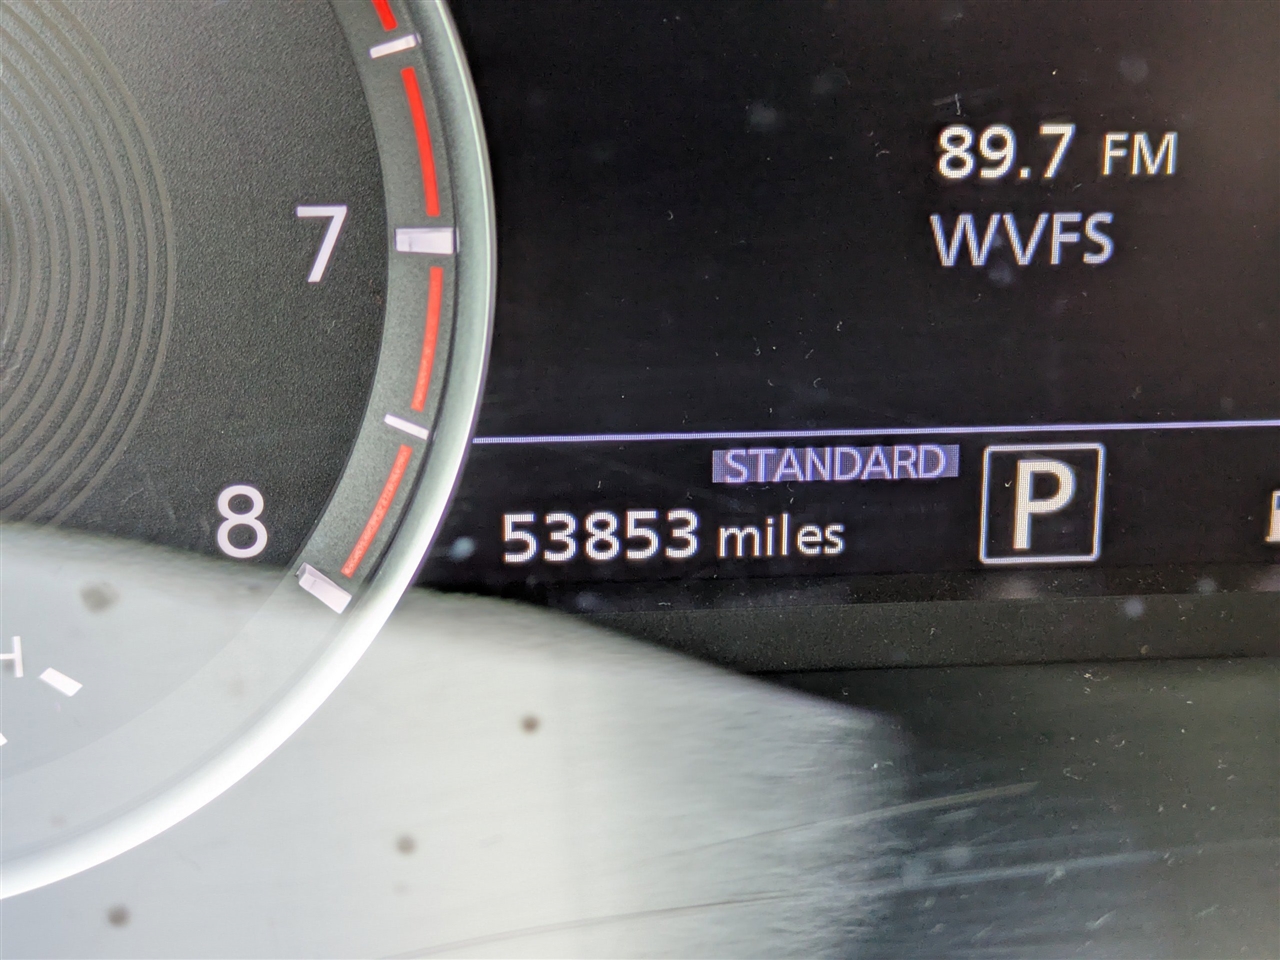 89.7 FM
WVFS
7
STANDARD
8
53853 miles
P
H